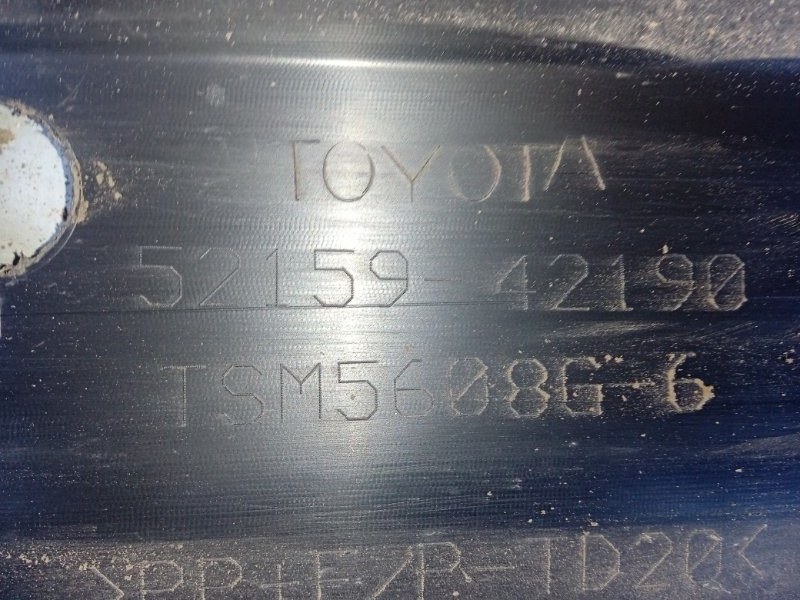 TOYOTA
52159-42190
TSM5608G-6
>PP+E/P-TD20<